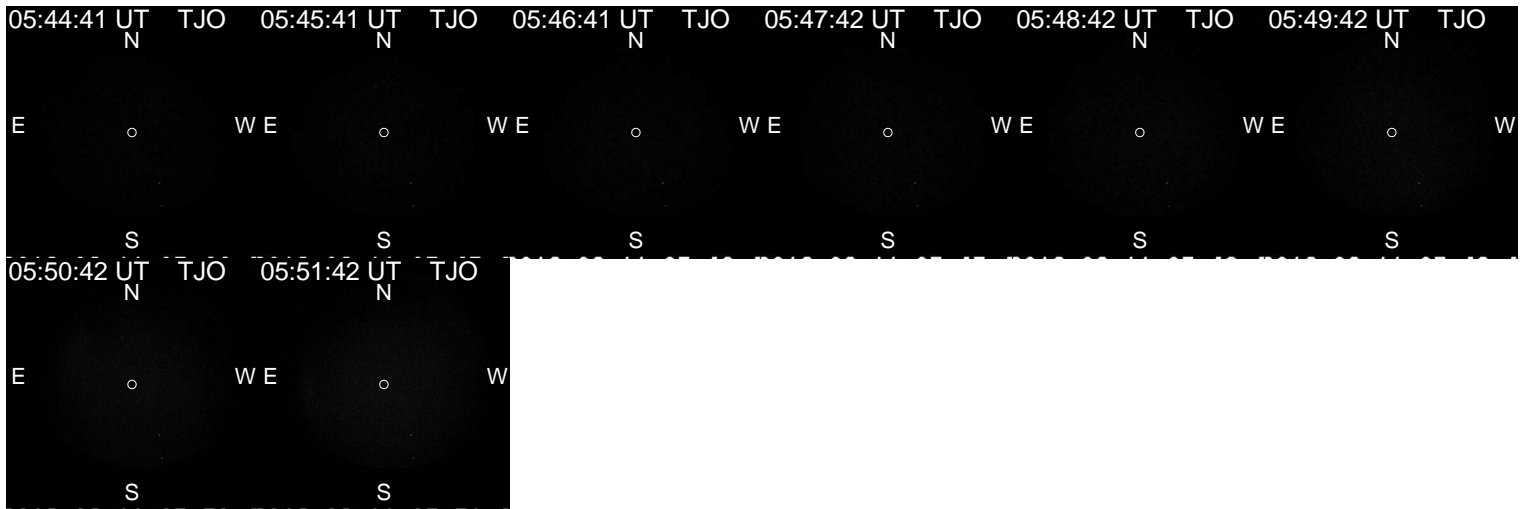 05:44:41 UT TJO 05:45:41 UT TJO 05:46:41 UT TJO 05:47:42 UT TJO 05:48:42 UT TJO 05:49:42 UT TJO
N N N N N N
E W E W E W E W E W E W
S S S S S S
05:50:42 UT TJO 05:51:42 UT TJO
N N
E W E W
S S